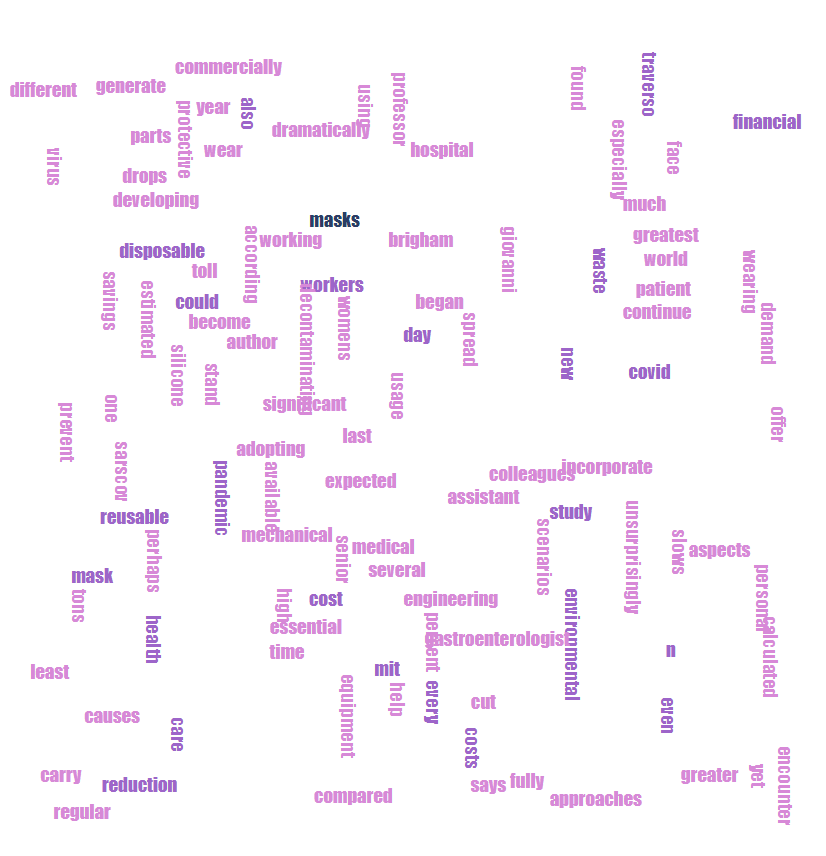 commercially
different
generate
found
traverso
year
also
using
professor
protective
financial
parts
dramatically
especially
wear
hospital
face
virus
drops
developing
much
masks
according
working
brigham
giovanni
greatest
disposable
waste
world
wearing
toll
savings
estimated
could
workers
decontaminating
womens
began
patient
continue
demand
become
author
day
spread
silicone
stand
new
covid
usage
prevent
one
significant
offer
last
sarscov
adopting
pandemic
available
expected
colleagues
incorporate
assistant
reusable
study
unsurprisingly
scenarios
perhaps
mechanical
senior
medical
slows
aspects
several
mask
tons
high
cost
engineering
environmental
personal
health
essential
gastroenterologist
calculated
time
n
least
mit
equipment
help
every
cut
even
causes
care
costs
carry
reduction
says
fully
greater
yet
encounter
compared
approaches
regular